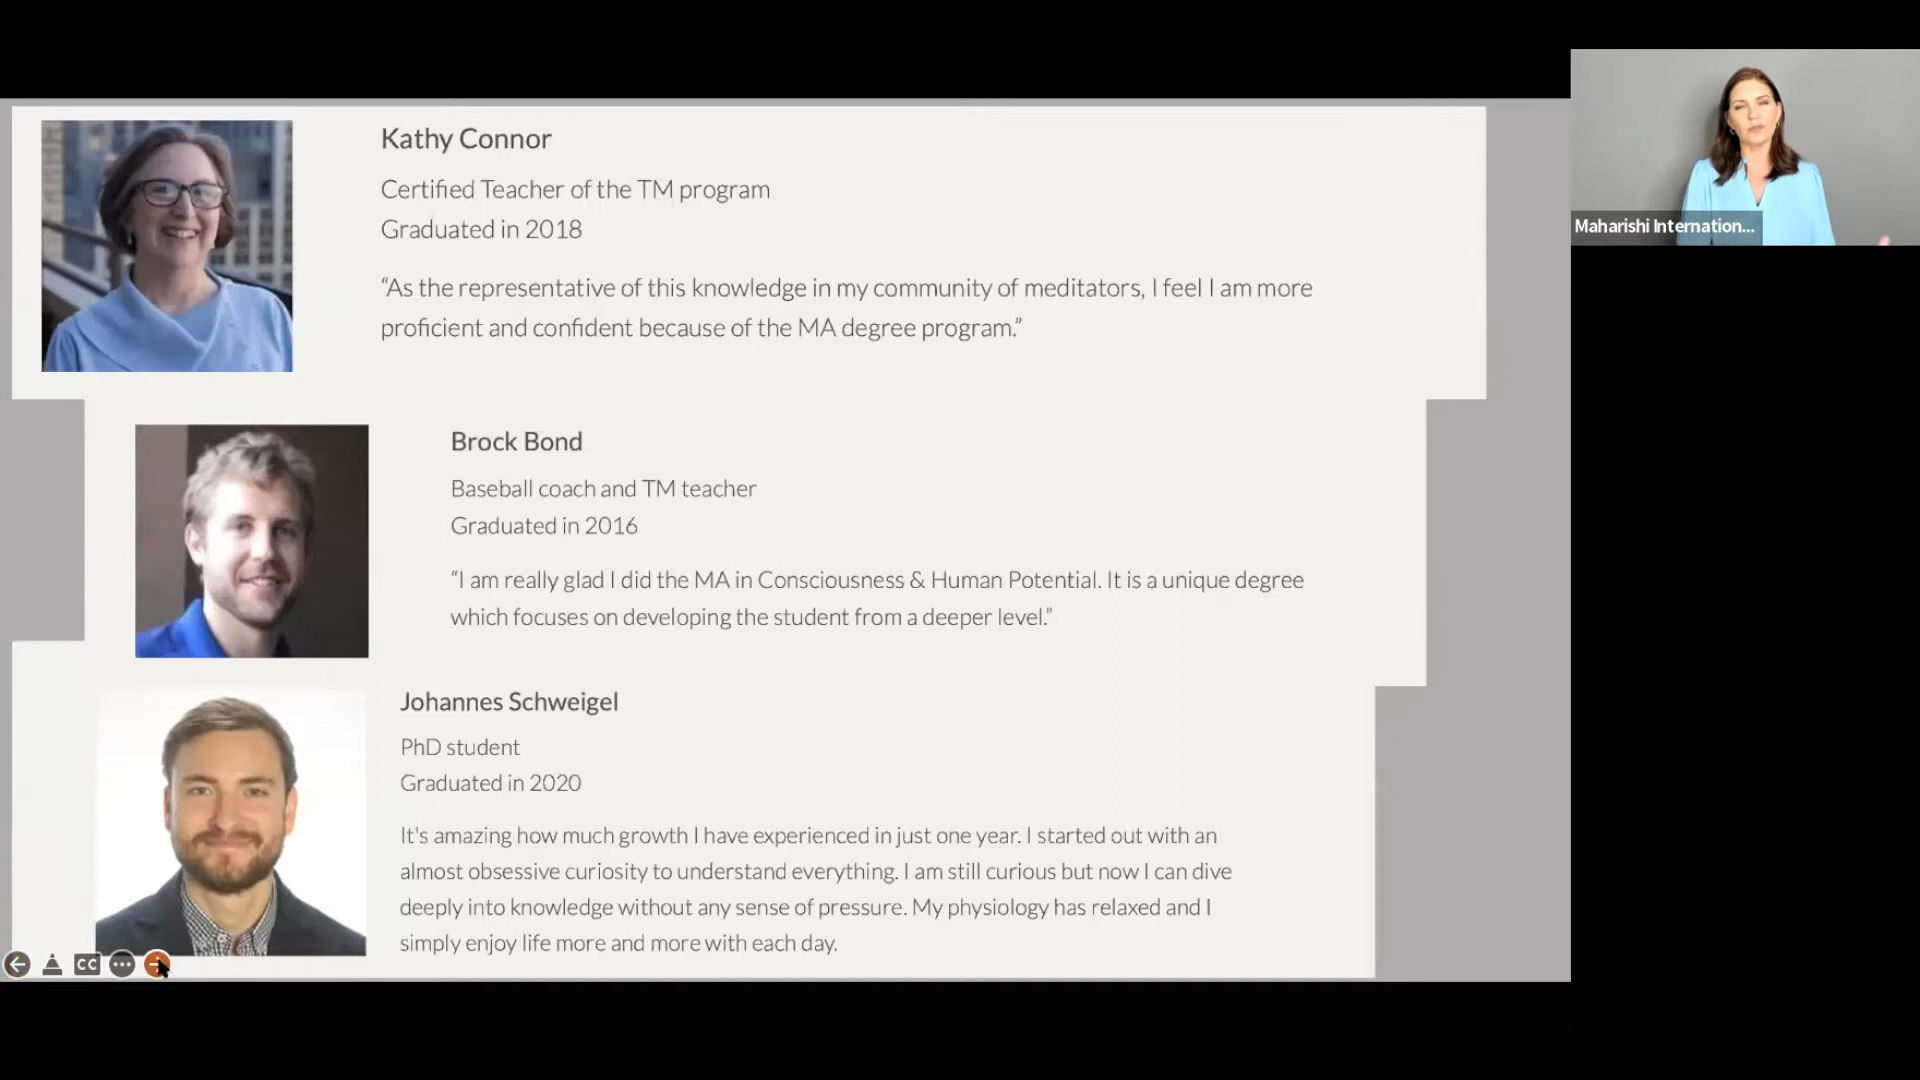 Kathy Connor
Certified Teacher of the TM program
Graduated in 2018
“As the representative of this knowledge in my community of meditators, I feel I am more
proficient and confident because of the MA degree program.”
Brock Bond
Baseball coach and TM teacher
Graduated in 2016
“I am really glad I did the MA in Consciousness & Human Potential. It is a unique degree
which focuses on developing the student from a deeper level.”
Johannes Schweigel
PhD student
Graduated in 2020
It's amazing how much growth I have experienced in just one year. I started out with an
almost obsessive curiosity to understand everything. I am still curious but now I can dive
deeply into knowledge without any sense of pressure. My physiology has relaxed and I
simply enjoy life more and more with each day.
CC
Maharishi Internation...